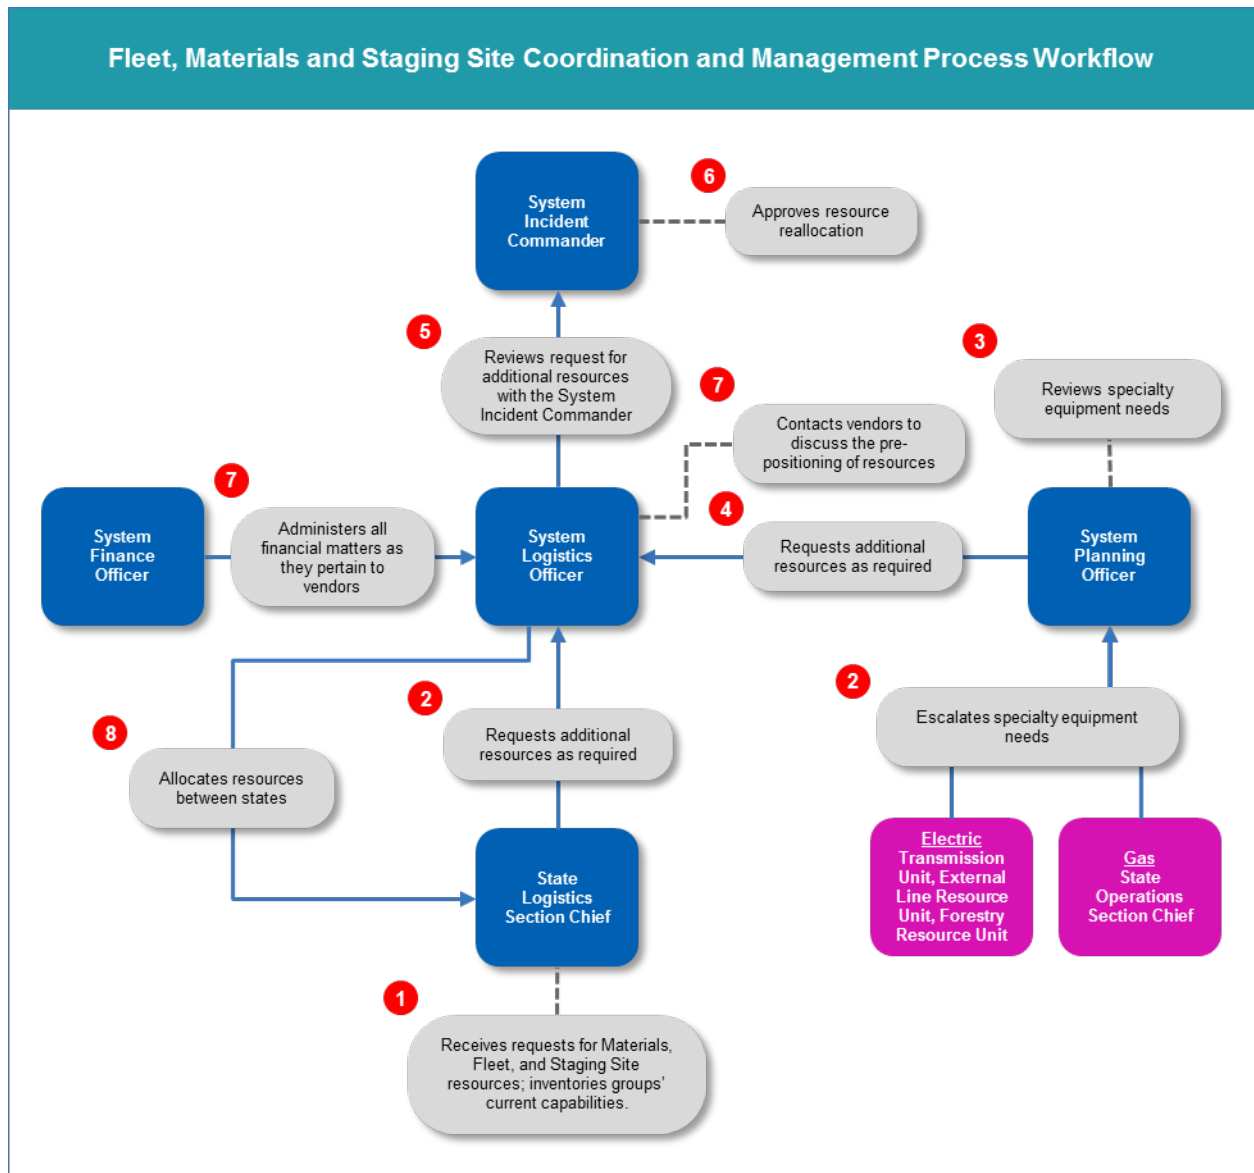 Fleet, Materials and Staging Site Coordination and Management Process Workflow
System
Incident
Commander
6
Approves resource
reallocation
5
Reviews request for
additional resources
with the System
Incident Commander
3
Reviews specialty
equipment needs
7
Contacts vendors to
discuss the pre-
positioning of resources
7
System
Finance
Officer
Administers all
financial matters as
they pertain to
vendors
System
Logistics
Officer
4
Requests additional
resources as required
System
Planning
Officer
2
Requests additional
resources as required
2
Escalates specialty equipment
needs
8
Allocates resources
between states
State
Logistics
Section Chief
Electric
Transmission
Unit, External
Line Resource
Unit, Forestry
Resource Unit
Gas
State
Operations
Section Chief
1
Receives requests for Materials,
Fleet, and Staging Site
resources; inventories groups’
current capabilities.